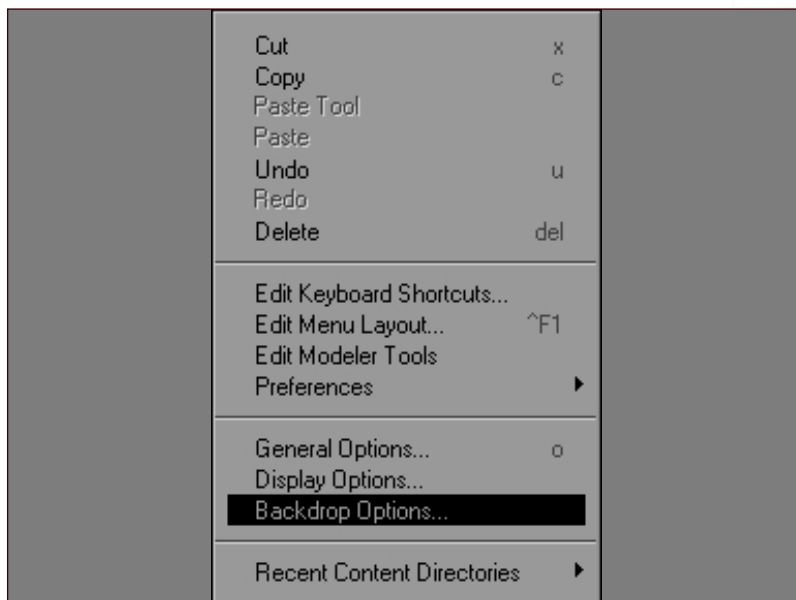 Cut x
Copy c
Paste Tool
Paste
Undo u
Redo
Delete del
Edit Keyboard Shortcuts...
Edit Menu Layout... ^F1
Edit Modeler Tools
Preferences
General Options... o
Display Options...
Backdrop Options...
Recent Content Directories